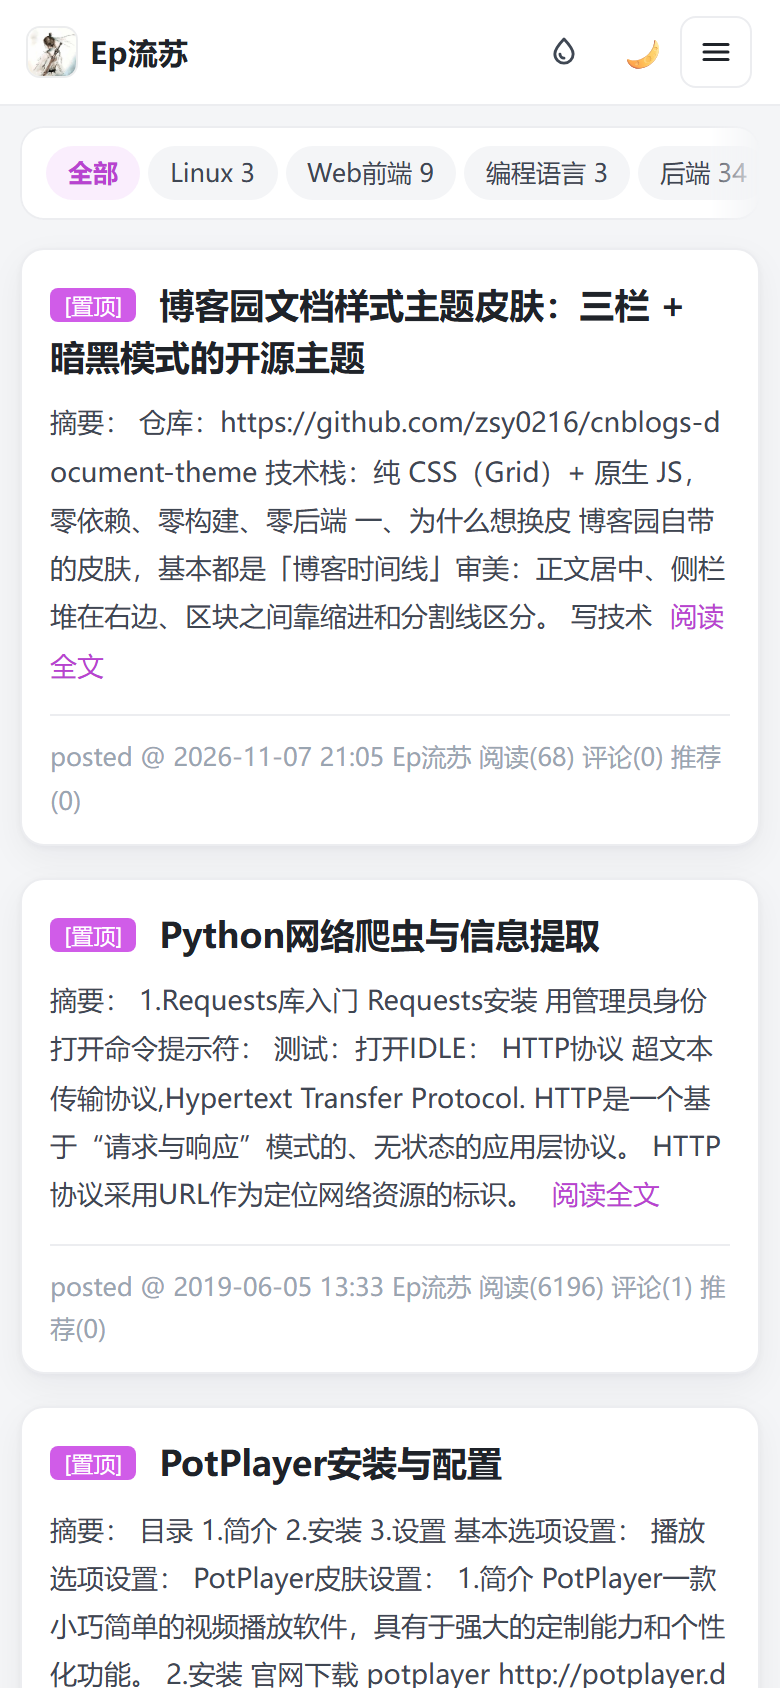 Ep流苏
全部 Linux 3 Web前端 9 编程语言 3 后端 34
[置顶] 博客园文档样式主题皮肤：三栏 +
暗黑模式的开源主题
摘要： 仓库：https://github.com/zsy0216/cnblogs-d
ocument-theme 技术栈：纯 CSS（Grid）+ 原生 JS，
零依赖、零构建、零后端 一、为什么想换皮 博客园自带
的皮肤，基本都是「博客时间线」审美：正文居中、侧栏
堆在右边、区块之间靠缩进和分割线区分。 写技术 阅读
全文
posted @ 2026-11-07 21:05 Ep流苏 阅读(68) 评论(0) 推荐
(0)
[置顶] Python网络爬虫与信息提取
摘要： 1.Requests库入门 Requests安装 用管理员身份
打开命令提示符： 测试：打开IDLE： HTTP协议 超文本
传输协议,Hypertext Transfer Protocol. HTTP是一个基
于“请求与响应”模式的、无状态的应用层协议。 HTTP
协议采用URL作为定位网络资源的标识。 阅读全文
posted @ 2019-06-05 13:33 Ep流苏 阅读(6196) 评论(1) 推
荐(0)
[置顶] PotPlayer安装与配置
摘要： 目录 1.简介 2.安装 3.设置 基本选项设置： 播放
选项设置： PotPlayer皮肤设置： 1.简介 PotPlayer一款
小巧简单的视频播放软件，具有于强大的定制能力和个性
化功能。 2.安装 官网下载 potplayer http://potplayer.d